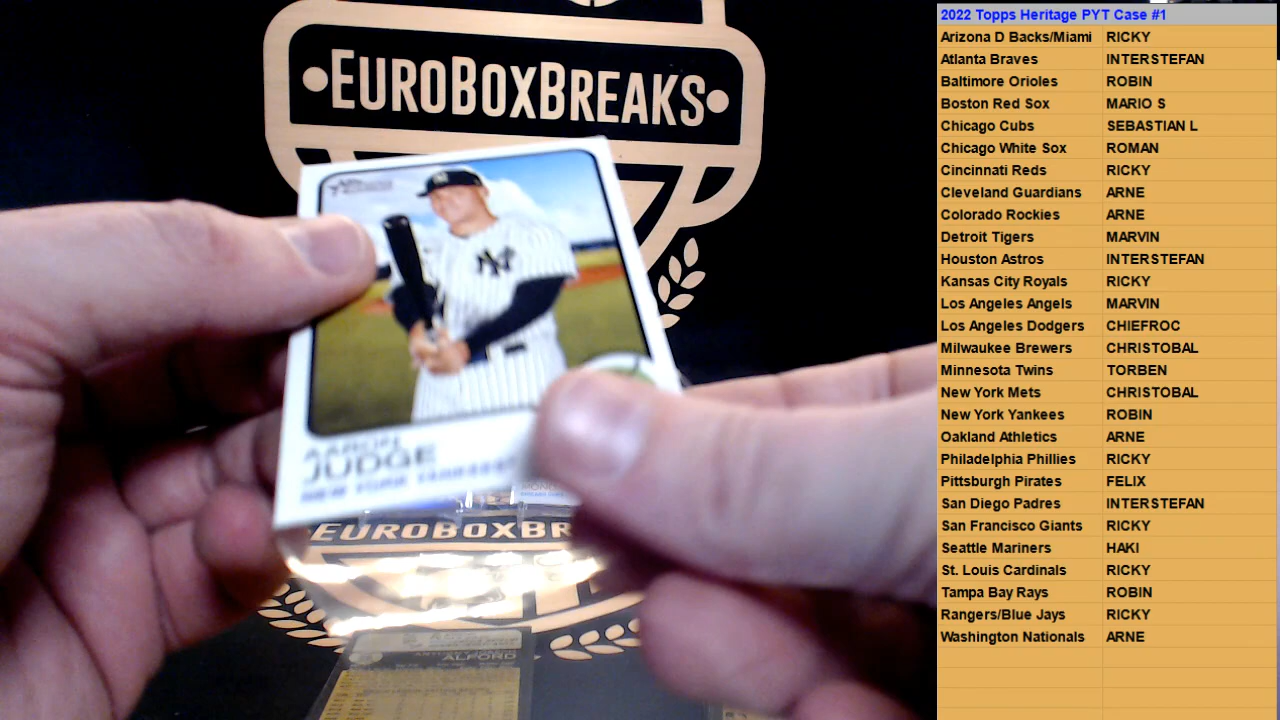 •EUROBOXBREAKS•
NY
AARON
JUDGE
NEW YORK YANKEES
EUROBOXBR
ALFORD
2022 Topps Heritage PYT Case #1
Arizona D Backs/Miami RICKY
Atlanta Braves INTERSTEFAN
Baltimore Orioles ROBIN
Boston Red Sox MARIO S
Chicago Cubs SEBASTIAN L
Chicago White Sox ROMAN
Cincinnati Reds RICKY
Cleveland Guardians ARNE
Colorado Rockies ARNE
Detroit Tigers MARVIN
Houston Astros INTERSTEFAN
Kansas City Royals RICKY
Los Angeles Angels MARVIN
Los Angeles Dodgers CHIEFROC
Milwaukee Brewers CHRISTOBAL
Minnesota Twins TORBEN
New York Mets CHRISTOBAL
New York Yankees ROBIN
Oakland Athletics ARNE
Philadelphia Phillies RICKY
Pittsburgh Pirates FELIX
San Diego Padres INTERSTEFAN
San Francisco Giants RICKY
Seattle Mariners HAKI
St. Louis Cardinals RICKY
Tampa Bay Rays ROBIN
Rangers/Blue Jays RICKY
Washington Nationals ARNE